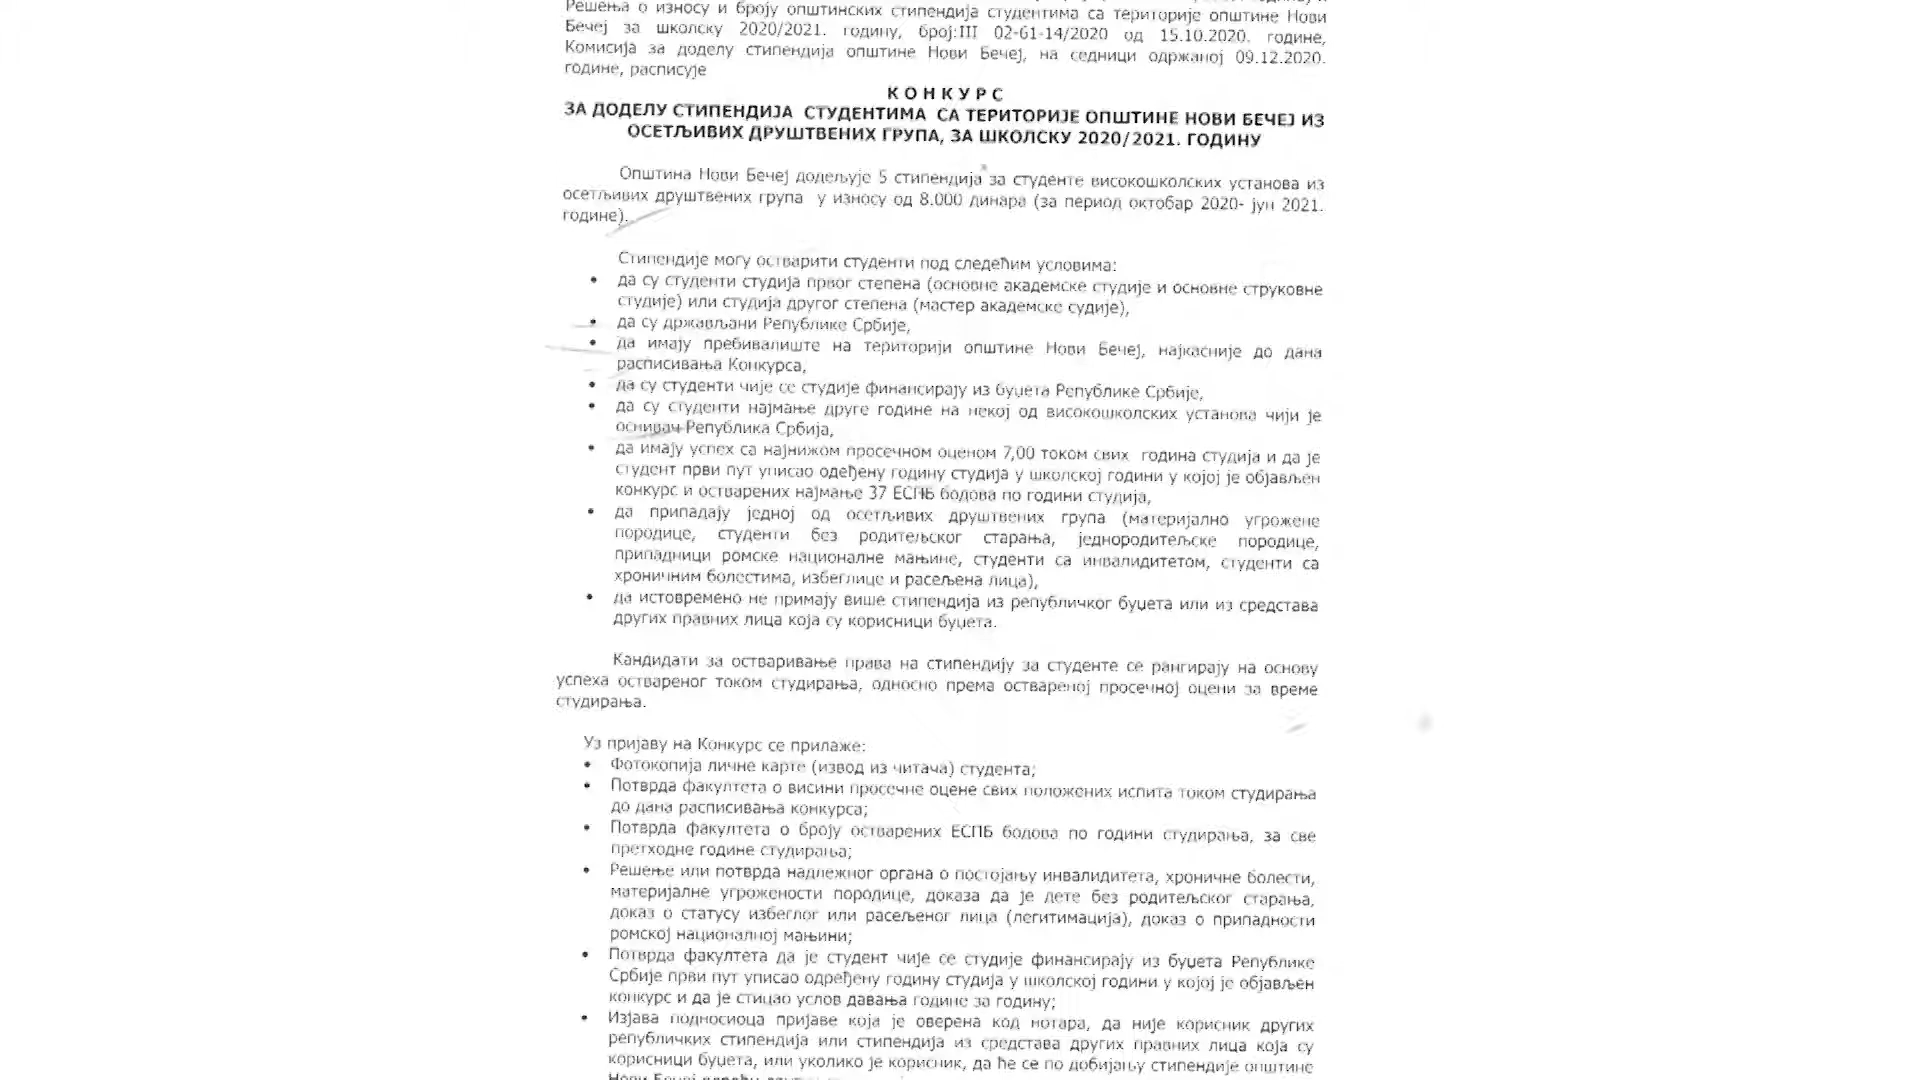 Решења о износу и броју општинских стипендија студентима са територије општине Нови
Бечеј за школску 2020/2021. годину, број:III 02-61-14/2020 од 15.10.2020. године,
Комисија за доделу стипендија општине Нови Бечеј, на седници одржаној 09.12.2020.
године, расписује
К О Н К У Р С
ЗА ДОДЕЛУ СТИПЕНДИЈА СТУДЕНТИМА СА ТЕРИТОРИЈЕ ОПШТИНЕ НОВИ БЕЧЕЈ ИЗ
ОСЕТЉИВИХ ДРУШТВЕНИХ ГРУПА, ЗА ШКОЛСКУ 2020/2021. ГОДИНУ
Општина Нови Бечеј додељује 5 стипендија за студенте високошколских установа из
осетљивих друштвених група у износу од 8.000 динара (за период октобар 2020- јун 2021.
године).
Стипендије могу остварити студенти под следећим условима:
• да су студенти студија првог степена (основне академске студије и основне струковне
студије) или студија другог степена (мастер академске судије),
• да су држављани Републике Србије,
• да имају пребивалиште на територији општине Нови Бечеј, најкасније до дана
расписивања Конкурса,
• да су студенти чије се студије финансирају из буџета Републике Србије,
• да су студенти најмање друге године на некој од високошколских установа чији је
оснивач Република Србија,
• да имају успех са најнижом просечном оценом 7,00 током свих година студија и да је
студент први пут уписао одеђену годину студија у школској години у којој је објављен
конкурс и остварених најмање 37 ЕСПБ бодова по години студија,
• да припадају једној од осетљивих друштвених група (материјално угрожене
породице, студенти без родитељског старања, једнородитељске породице,
припадници ромске националне мањине, студенти са инвалидитетом, студенти са
хроничним болестима, избеглице и расељена лица),
• да истовремено не примају више стипендија из републичког буџета или из средстава
других правних лица која су корисници буџета.
Кандидати за остваривање права на стипендију за студенте се рангирају на основу
успеха оствареног током студирања, односно према оствареној просечној оцени за време
студирања.
Уз пријаву на Конкурс се прилаже:
• Фотокопија личне карте (извод из читача) студента;
• Потврда факултета о висини просечне оцене свих положених испита током студирања
до дана расписивања конкурса;
• Потврда факултета о броју остварених ЕСПБ бодова по години студирања, за све
претходне године студирања;
• Решење или потврда надлежног органа о постојању инвалидитета, хроничне болести,
материјалне угрожености породице, доказа да је дете без родитељског старања,
доказ о статусу избеглог или расељеног лица (легитимација), доказ о припадности
ромској националној мањини;
• Потврда факултета да је студент чије се студије финансирају из буџета Републике
Србије први пут уписао одређену годину студија у школској години у којој је објављен
конкурс и да је стицао услов давања године за годину;
• Изјава подносиоца пријаве која је оверена код нотара, да није корисник других
републичких стипендија или стипендија из средстава других правних лица која су
корисници буџета, или уколико је корисник, да ће се по добијању стипендије општине
Нови Бечеј